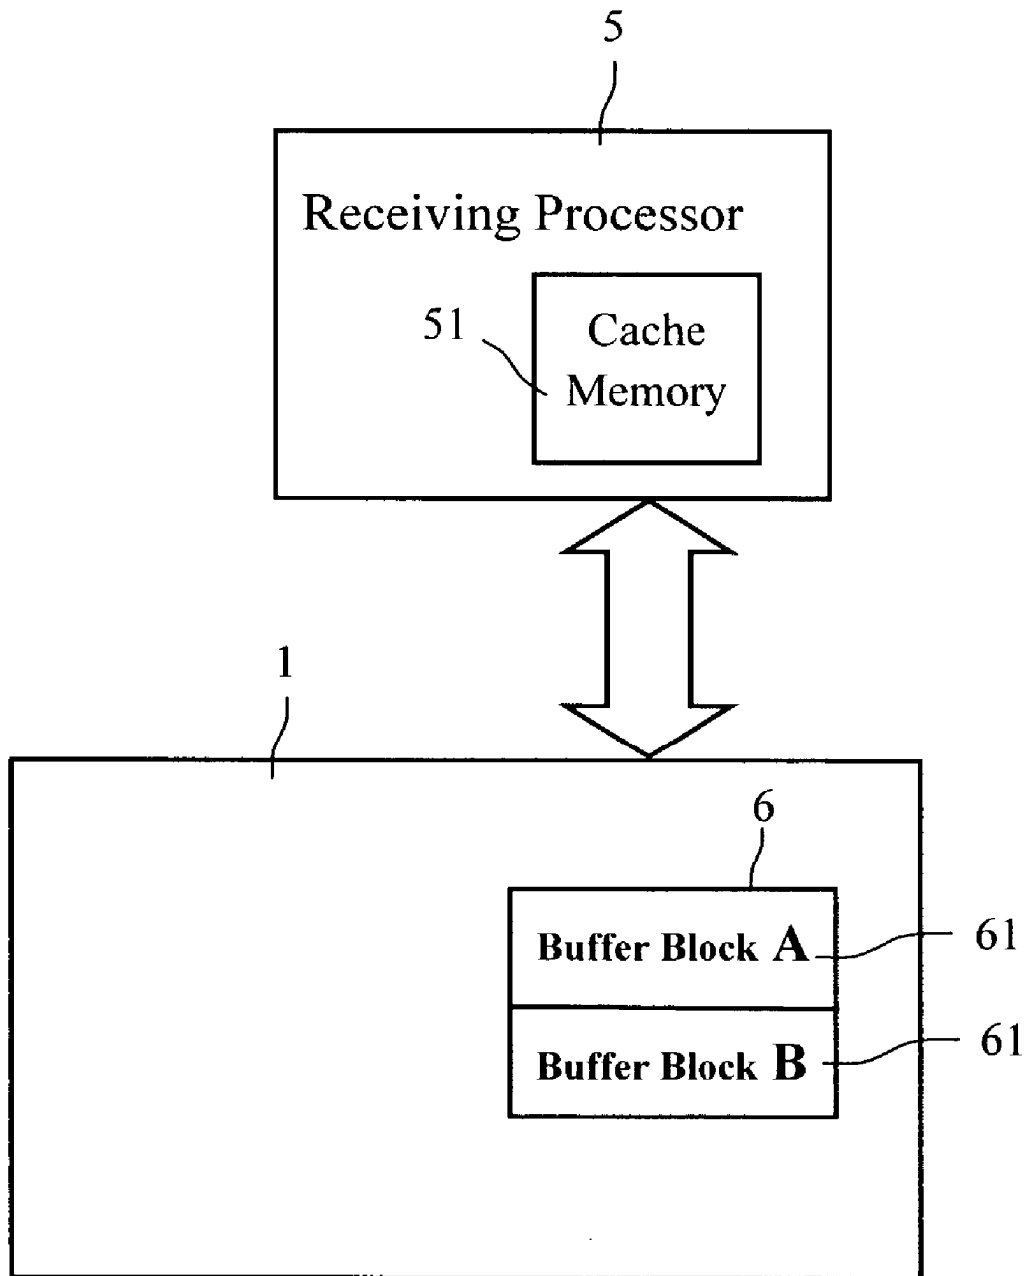 5
Receiving Processor
51
Cache
Memory
1
6
Buffer Block A
61
Buffer Block B
61